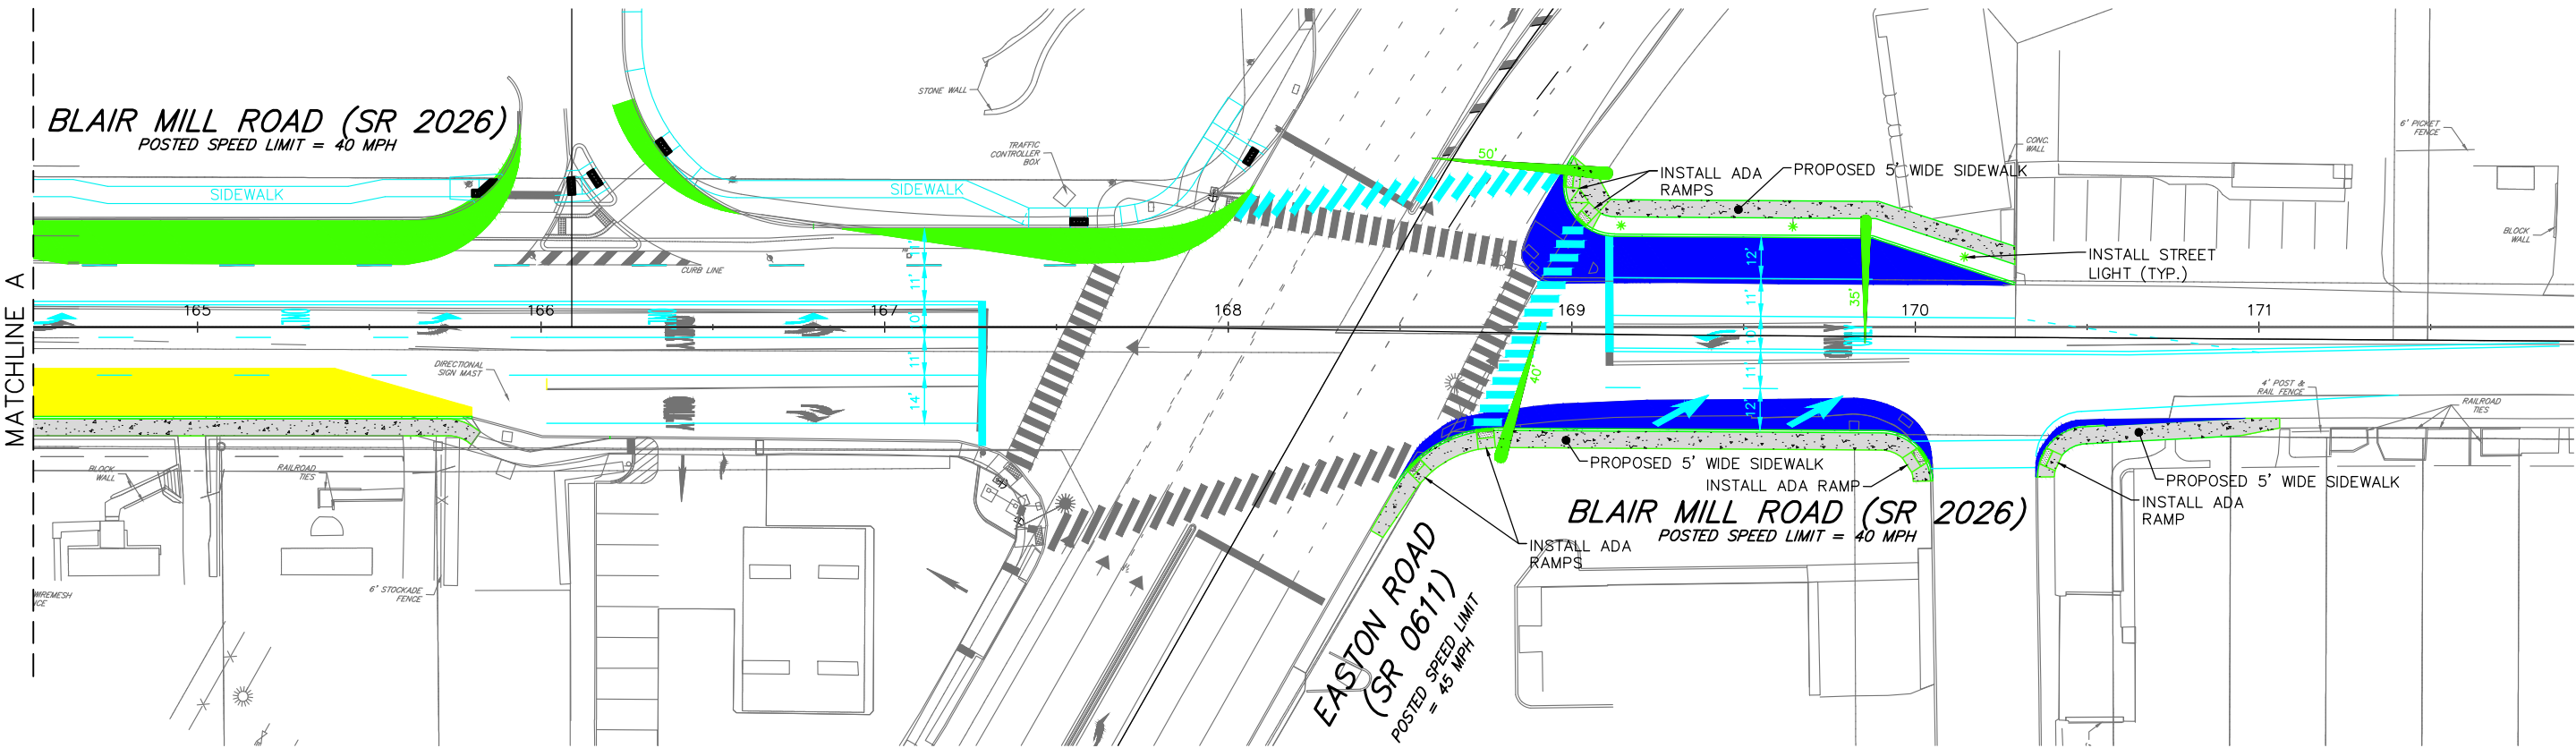 BLAIR MILL ROAD (SR 2026)
POSTED SPEED LIMIT = 40 MPH
MATCHLINE A
SIDEWALK
SIDEWALK
STONE WALL
TRAFFIC
CONTROLLER
BOX
CURB LINE
50'
INSTALL ADA
RAMPS
PROPOSED 5' WIDE SIDEWALK
INSTALL STREET
LIGHT (TYP.)
CONC.
WALL
6' PICKET
FENCE
BLOCK
WALL
165
166
167
168
169
170
171
11'
11'
10'
11'
14'
12'
11'
10'
11'
12'
35'
40'
DIRECTIONAL
SIGN MAST
BLOCK
WALL
RAILROAD
TIES
6' STOCKADE
FENCE
WIREMESH
4' POST &
RAIL FENCE
RAILROAD
TIES
PROPOSED 5' WIDE SIDEWALK
INSTALL ADA RAMP
BLAIR MILL ROAD (SR 2026)
POSTED SPEED LIMIT = 40 MPH
PROPOSED 5' WIDE SIDEWALK
INSTALL ADA
RAMP
INSTALL ADA
RAMPS
EASTON ROAD
(SR 0611)
POSTED SPEED LIMIT
= 45 MPH